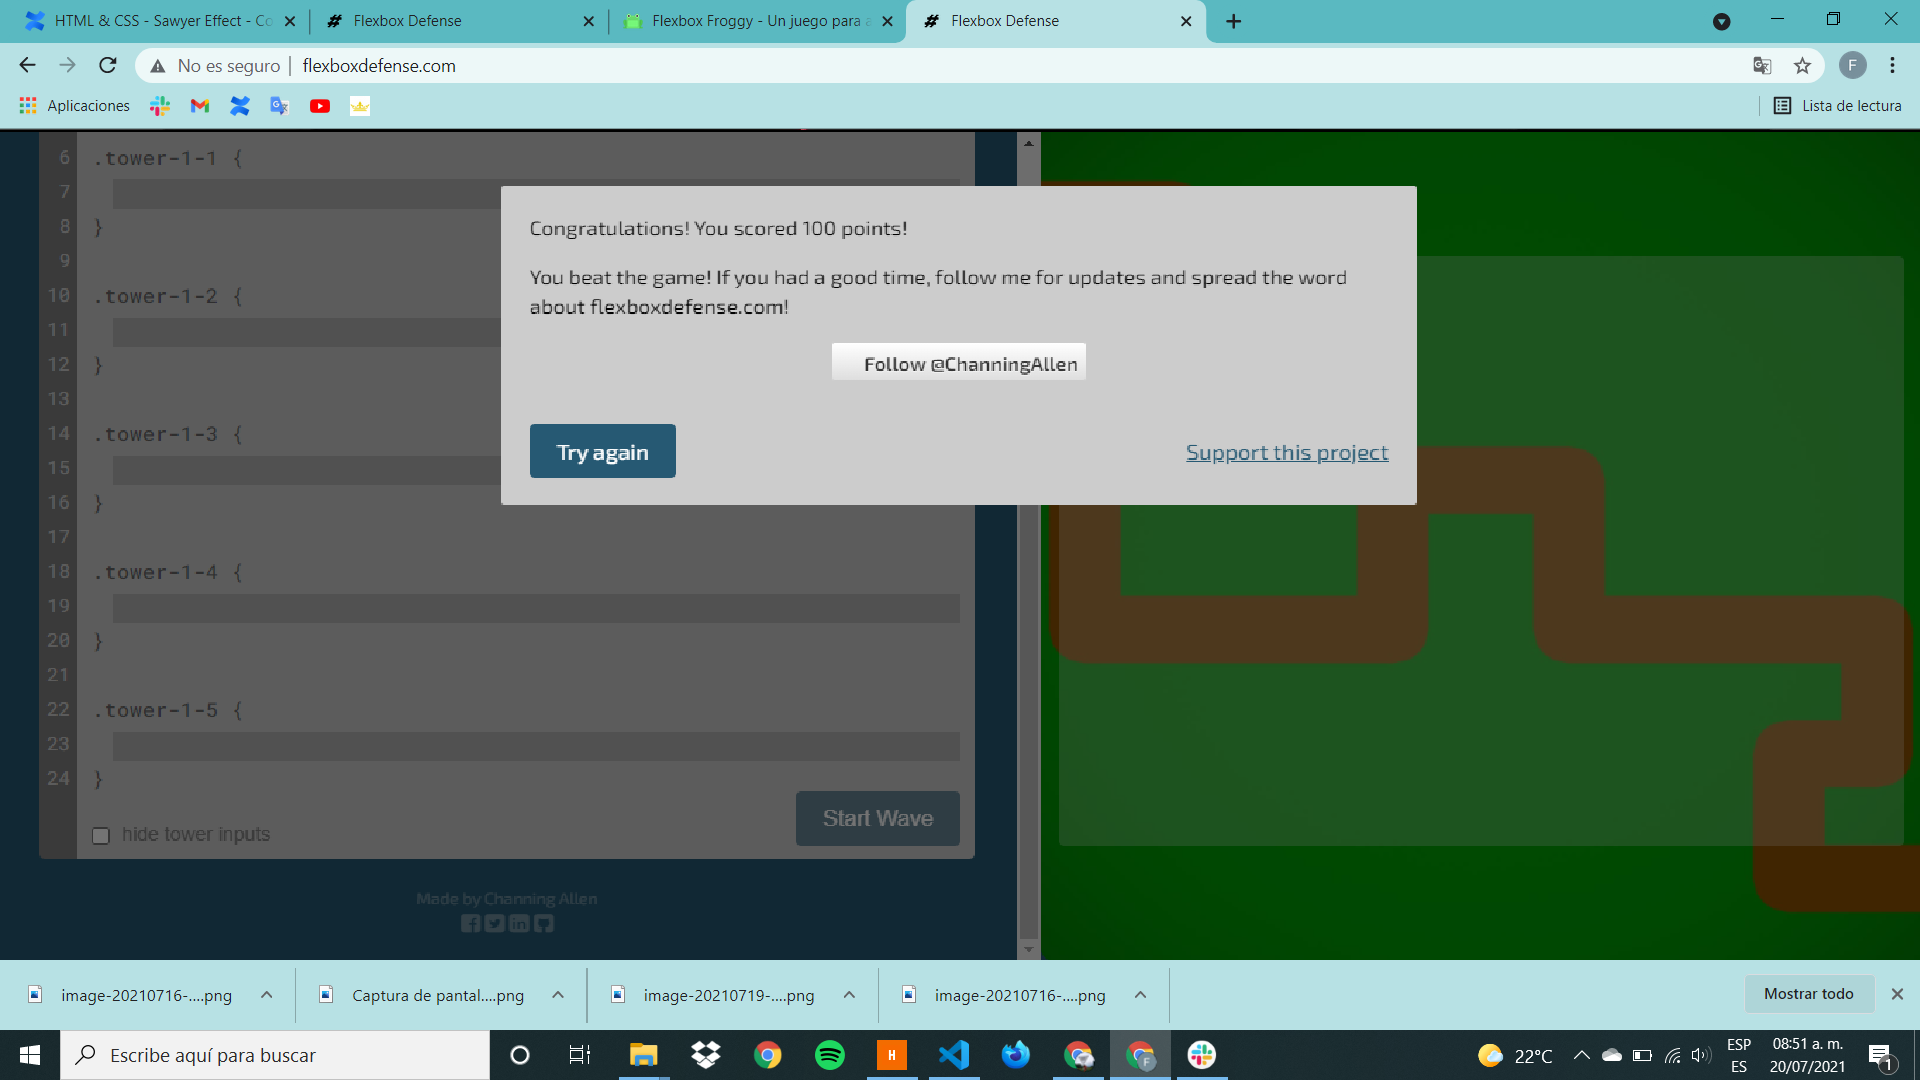 HTML & CSS - Sawyer Effect - Co
Flexbox Defense
Flexbox Froggy - Un juego para a
Flexbox Defense
No es seguro
flexboxdefense.com
F
Aplicaciones
Lista de lectura
6 .tower-1-1 {
7
8 }
9
10 .tower-1-2 {
11
12 }
13
14 .tower-1-3 {
15
16 }
17
18 .tower-1-4 {
19
20 }
21
22 .tower-1-5 {
23
24 }
hide tower inputs
Start Wave
Made by Channing Allen
Congratulations! You scored 100 points!
You beat the game! If you had a good time, follow me for updates and spread the word
about flexboxdefense.com!
Follow @ChanningAllen
Try again
Support this project
image-20210716-....png
Captura de pantal....png
image-20210719-....png
image-20210716-....png
Mostrar todo
Escribe aquí para buscar
H
F
22°C
ESP
ES
08:51 a. m.
20/07/2021
1